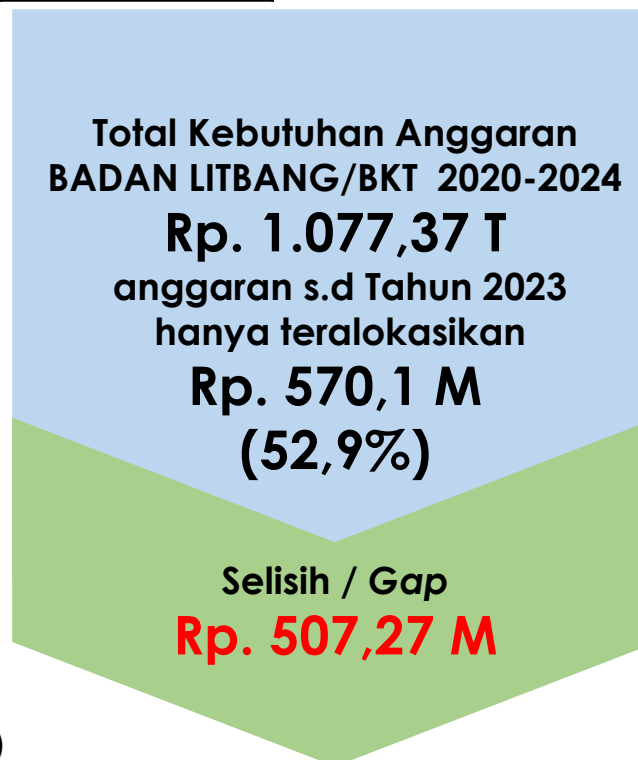 Total Kebutuhan Anggaran
BADAN LITBANG/BKT 2020-2024
Rp. 1.077,37 T
anggaran s.d Tahun 2023
hanya teralokasikan
Rp. 570,1 M
(52,9%)
Selisih / Gap
Rp. 507,27 M
)